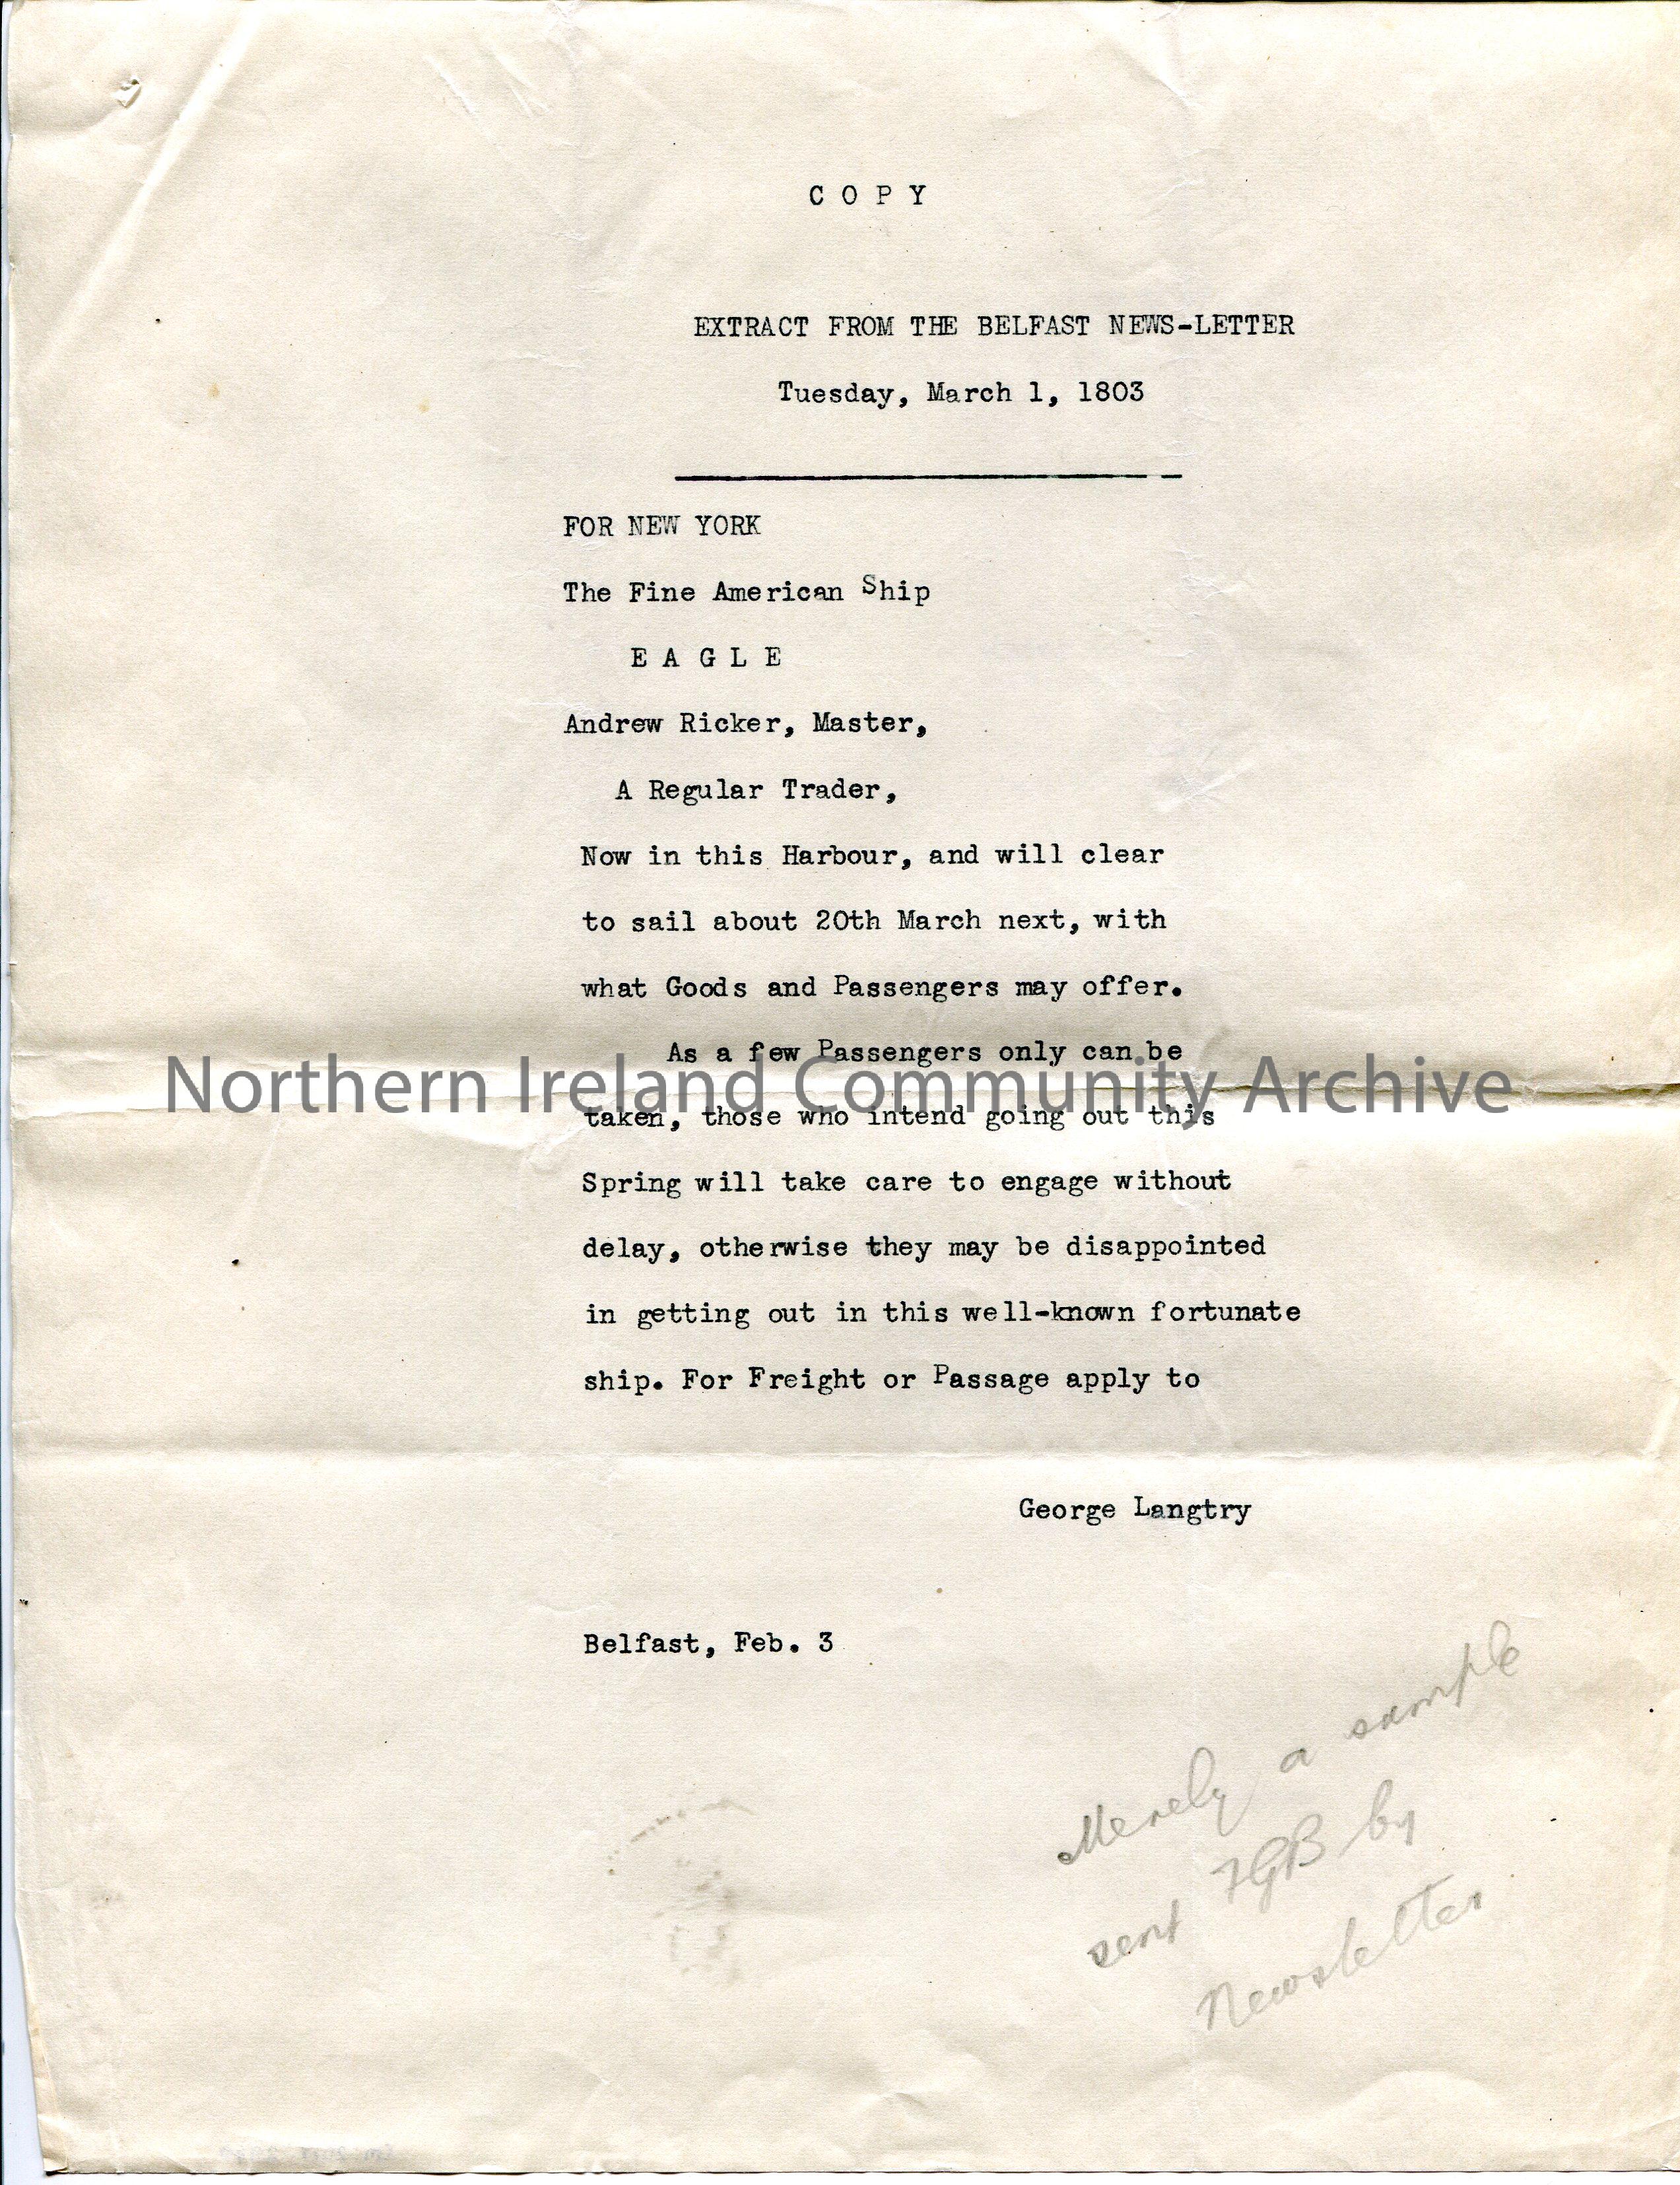 C O P Y
EXTRACT FROM THE BELFAST NEWS-LETTER
Tuesday, March 1, 1803
FOR NEW YORK
The Fine American Ship
E A G L E
Andrew Ricker, Master,
A Regular Trader,
Now in this Harbour, and will clear
to sail about 20th March next, with
what Goods and Passengers may offer.
As a few Passengers only can be
Northern Ireland Community Archive
taken, those who intend going out this
Spring will take care to engage without
delay, otherwise they may be disappointed
in getting out in this well-known fortunate
ship. For Freight or Passage apply to
George Langtry
Belfast, Feb. 3
Merely a sample
sent by
Newsletter